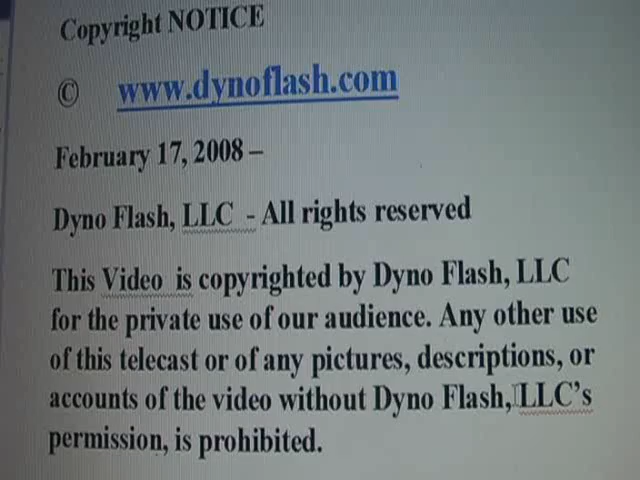 Copyright NOTICE
© www.dynoflash.com
February 17, 2008 –
Dyno Flash, LLC - All rights reserved
This Video is copyrighted by Dyno Flash, LLC
for the private use of our audience. Any other use
of this telecast or of any pictures, descriptions, or
accounts of the video without Dyno Flash, LLC’s
permission, is prohibited.